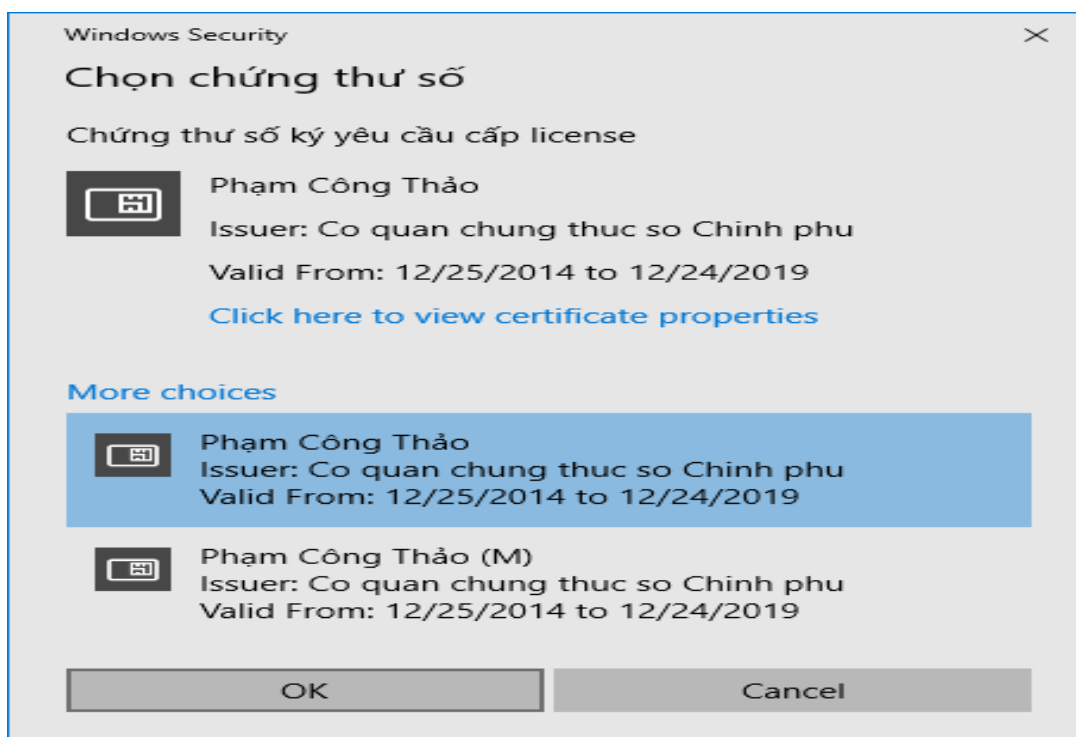 Windows Security
Chọn chứng thư số
Chứng thư số ký yêu cầu cấp license
Phạm Công Thảo
Issuer: Co quan chung thuc so Chinh phu
Valid From: 12/25/2014 to 12/24/2019
Click here to view certificate properties
More choices
Phạm Công Thảo
Issuer: Co quan chung thuc so Chinh phu
Valid From: 12/25/2014 to 12/24/2019
Phạm Công Thảo (M)
Issuer: Co quan chung thuc so Chinh phu
Valid From: 12/25/2014 to 12/24/2019
OK
Cancel